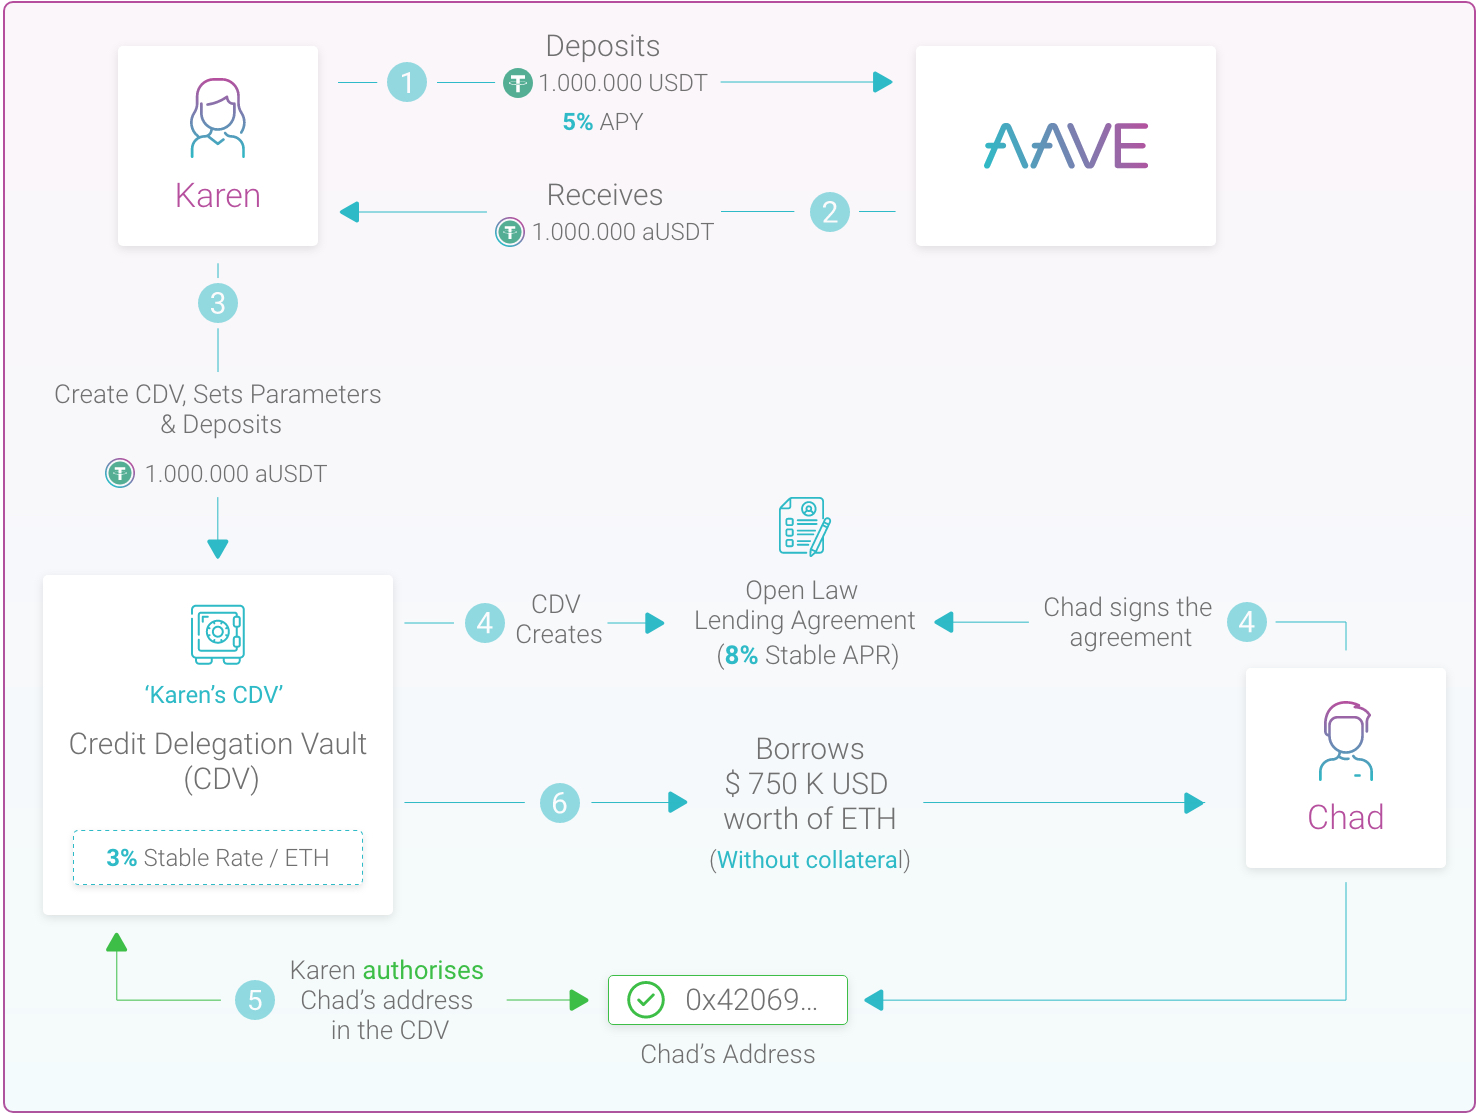 Deposits
1
1.000.000 USDT
5% APY
AAVE
Karen
Receives
2
1.000.000 aUSDT
3
Create CDV, Sets Parameters
& Deposits
1.000.000 aUSDT
4
CDV
Creates
Open Law
Lending Agreement
(8% Stable APR)
Chad signs the
agreement
4
‘Karen’s CDV’
Credit Delegation Vault
(CDV)
3% Stable Rate / ETH
6
Borrows
$ 750 K USD
worth of ETH
(Without collateral)
Chad
5
Karen authorises
Chad’s address
in the CDV
0x42069...
Chad’s Address